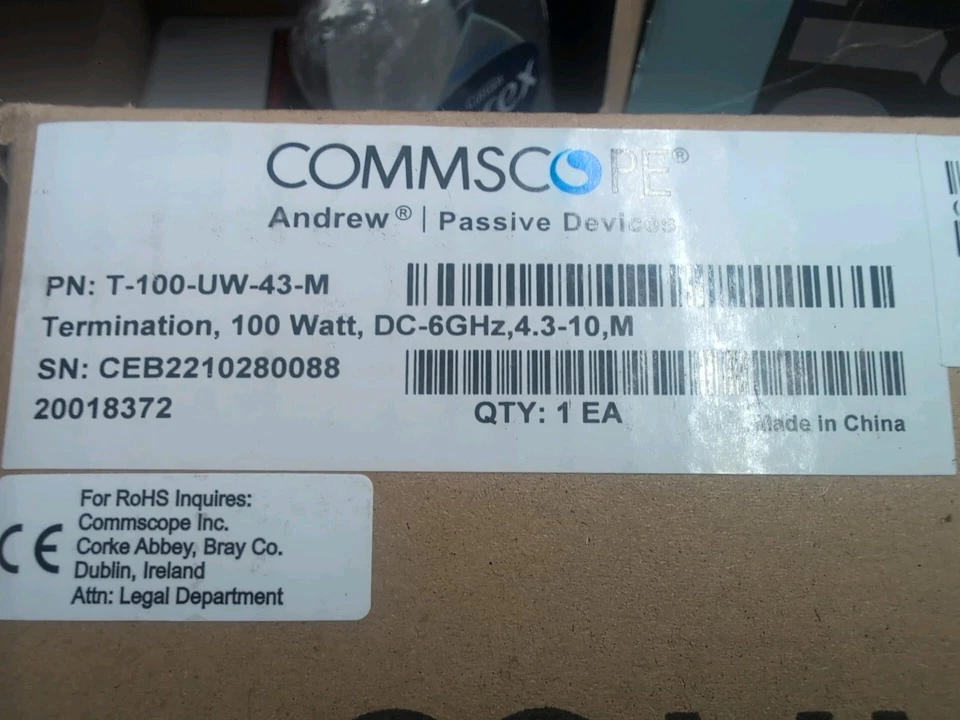 COMMSCOPE®
Andrew® | Passive Devices
PN: T-100-UW-43-M
Termination, 100 Watt, DC-6GHz,4.3-10,M
SN: CEB2210280088
20018372
QTY: 1 EA
Made in China
For RoHS Inquires:
Commscope Inc.
Corke Abbey, Bray Co.
Dublin, Ireland
Attn: Legal Department
CE